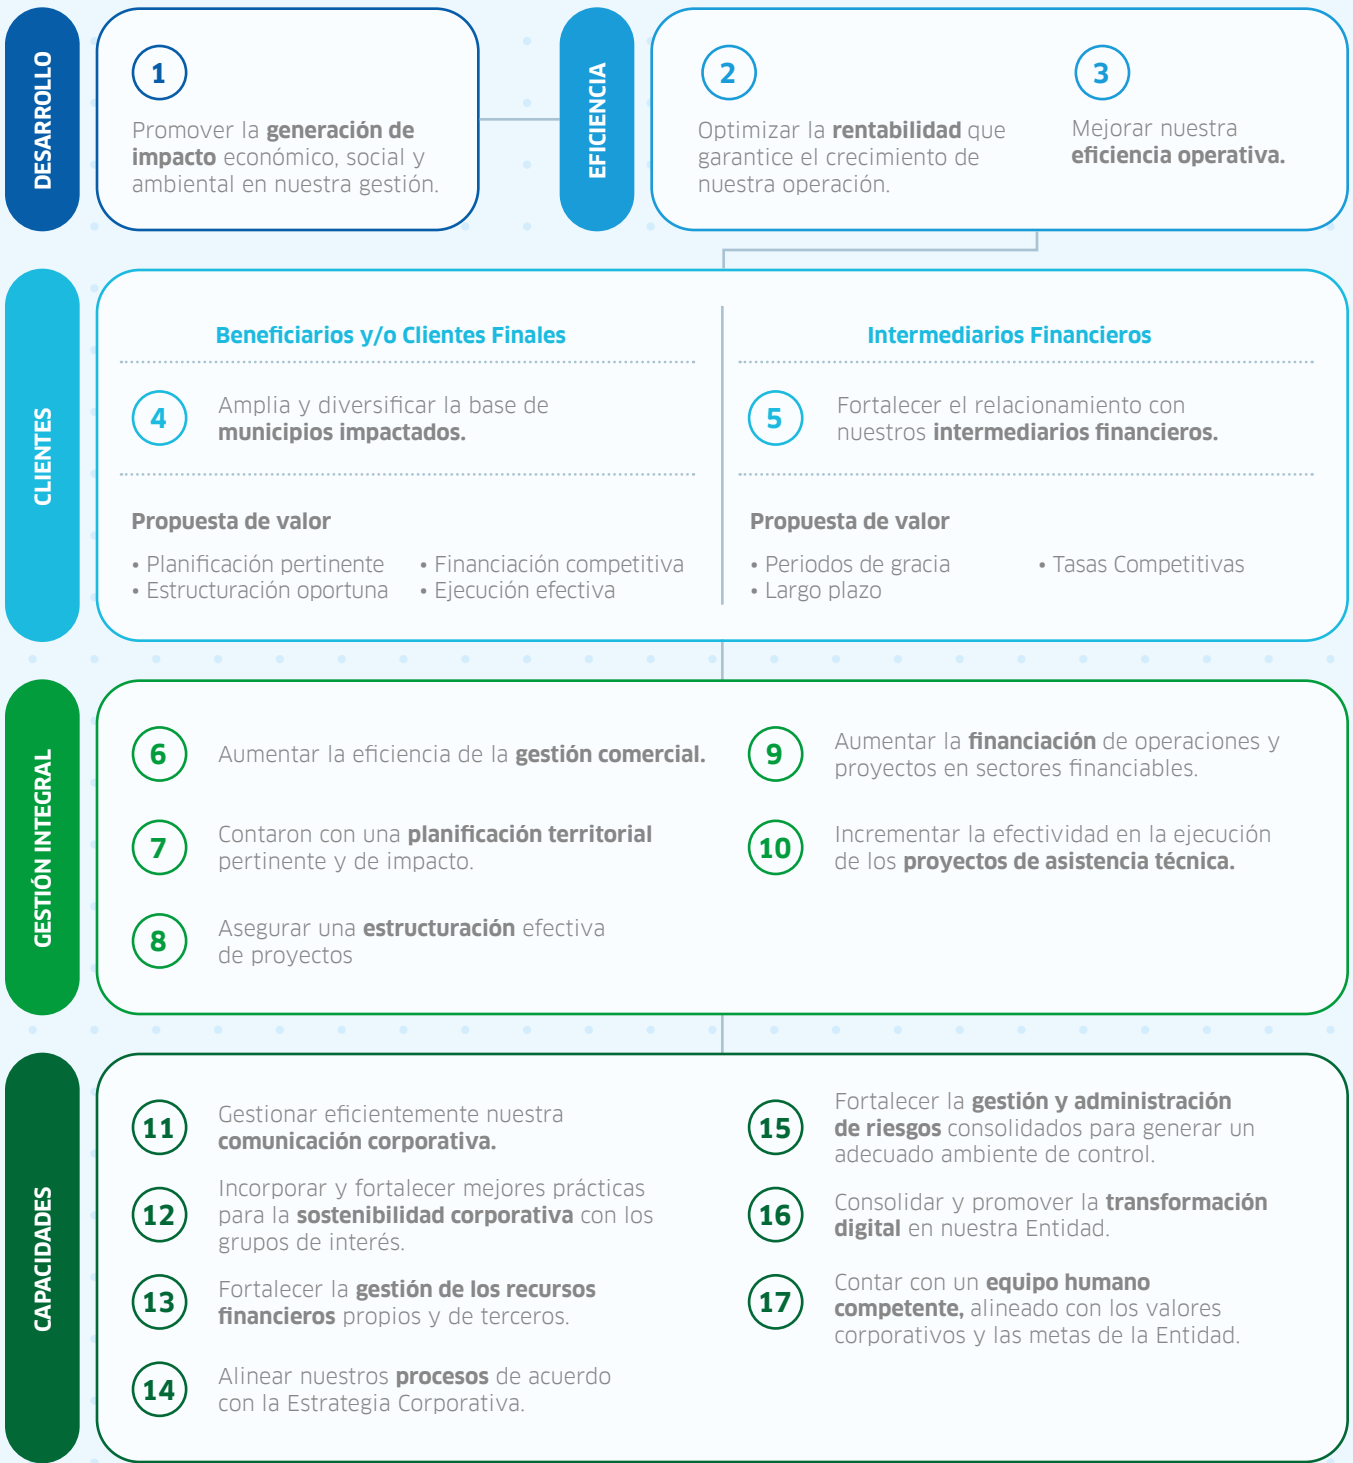 DESARROLLO
1
Promover la generación de
impacto económico, social y
ambiental en nuestra gestión.
EFICIENCIA
2
Optimizar la rentabilidad que
garantice el crecimiento de
nuestra operación.
3
Mejorar nuestra
eficiencia operativa.
CLIENTES
Beneficiarios y/o Clientes Finales
4
Amplia y diversificar la base de
municipios impactados.
Propuesta de valor
• Planificación pertinente
• Estructuración oportuna
• Financiación competitiva
• Ejecución efectiva
Intermediarios Financieros
5
Fortalecer el relacionamiento con
nuestros intermediarios financieros.
Propuesta de valor
• Periodos de gracia
• Largo plazo
• Tasas Competitivas
GESTIÓN INTEGRAL
6
Aumentar la eficiencia de la gestión comercial.
7
Contaron con una planificación territorial
pertinente y de impacto.
8
Asegurar una estructuración efectiva
de proyectos
9
Aumentar la financiación de operaciones y
proyectos en sectores financiables.
10
Incrementar la efectividad en la ejecución
de los proyectos de asistencia técnica.
CAPACIDADES
11
Gestionar eficientemente nuestra
comunicación corporativa.
12
Incorporar y fortalecer mejores prácticas
para la sostenibilidad corporativa con los
grupos de interés.
13
Fortalecer la gestión de los recursos
financieros propios y de terceros.
14
Alinear nuestros procesos de acuerdo
con la Estrategia Corporativa.
15
Fortalecer la gestión y administración
de riesgos consolidados para generar un
adecuado ambiente de control.
16
Consolidar y promover la transformación
digital en nuestra Entidad.
17
Contar con un equipo humano
competente, alineado con los valores
corporativos y las metas de la Entidad.